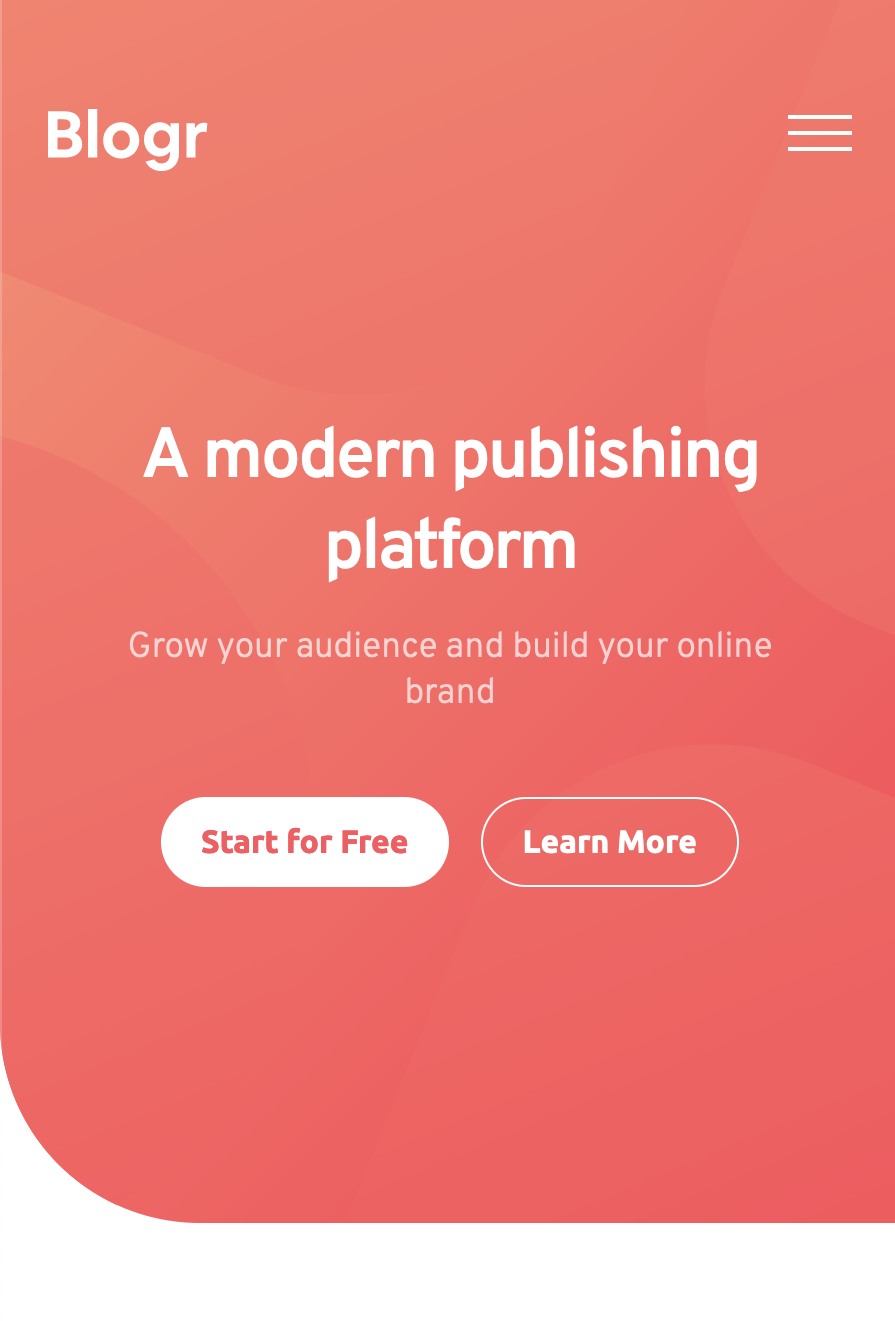 Blogr
A modern publishing
platform
Grow your audience and build your online
brand
Start for Free
Learn More